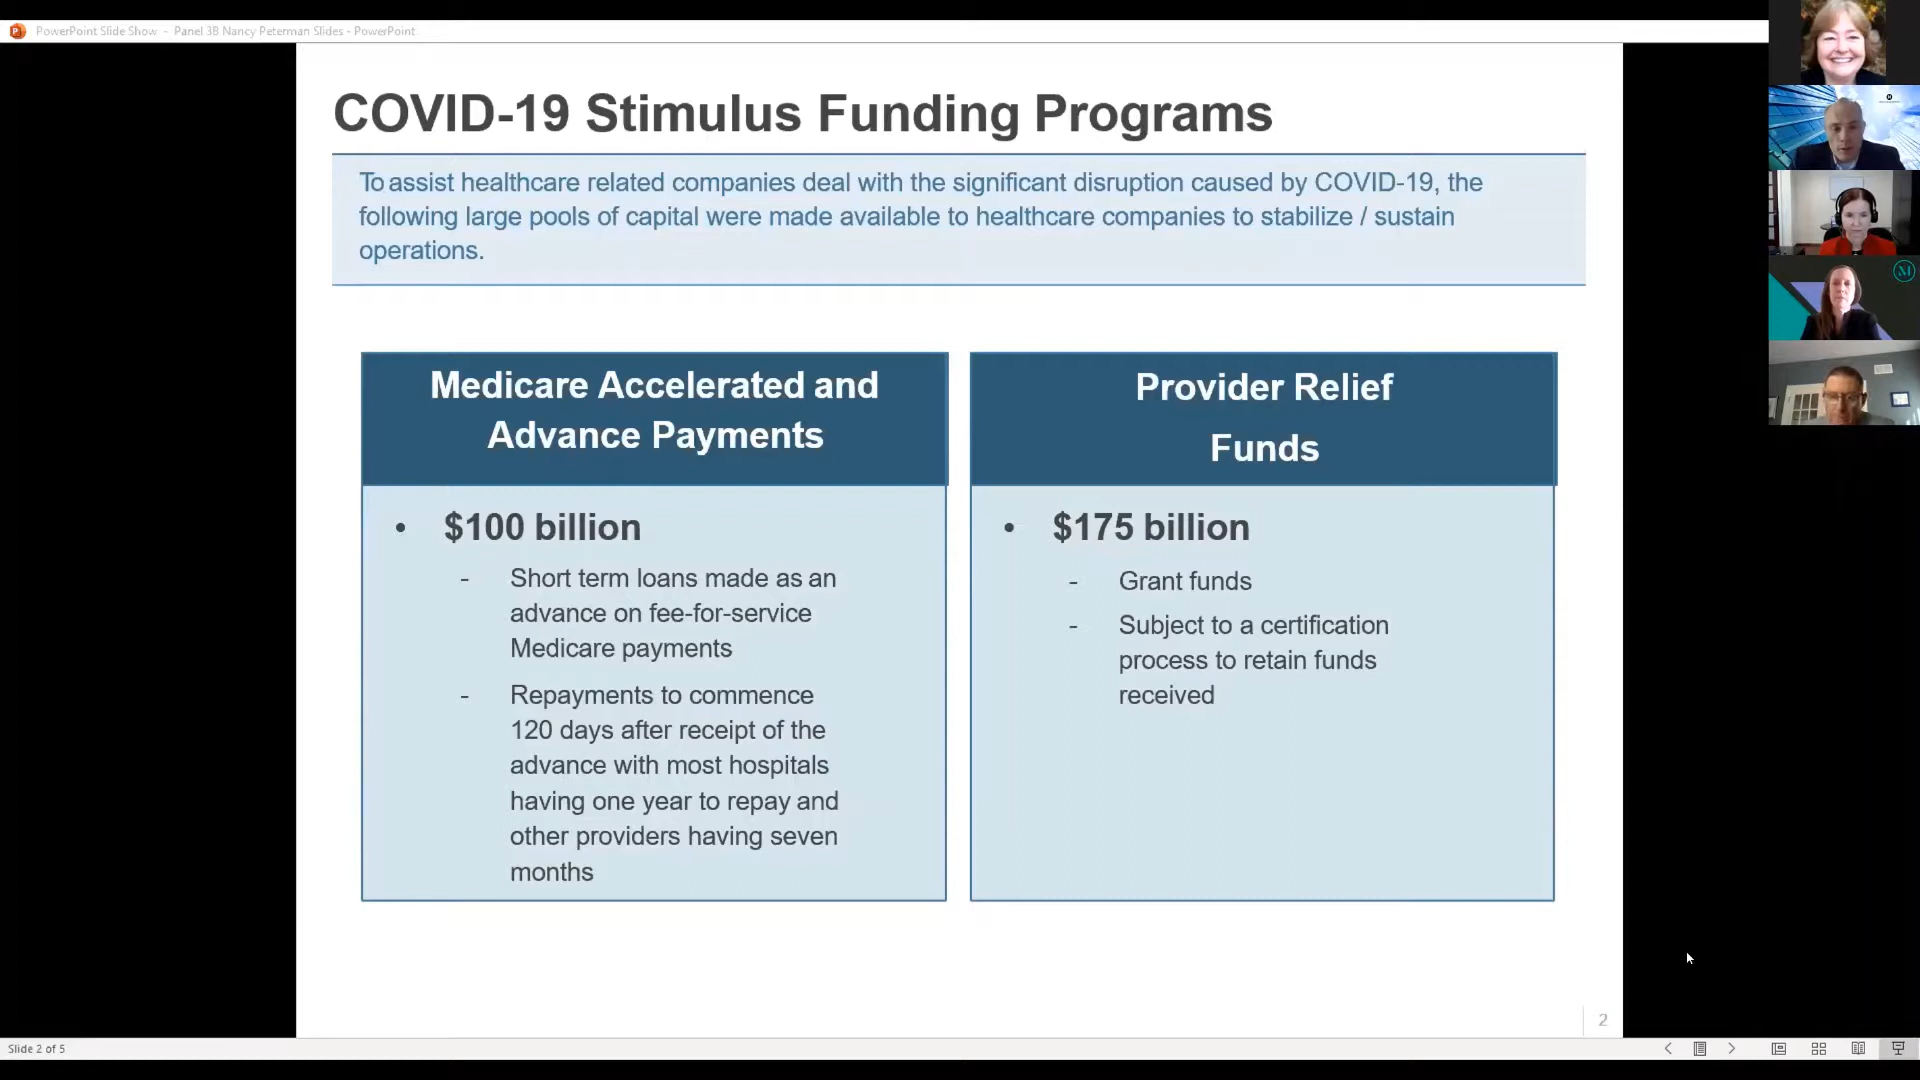 PowerPoint Slide Show - Panel 3B Nancy Peterman Slides - PowerPoint
COVID-19 Stimulus Funding Programs
To assist healthcare related companies deal with the significant disruption caused by COVID-19, the
following large pools of capital were made available to healthcare companies to stabilize / sustain
operations.
Medicare Accelerated and
Advance Payments
• $100 billion
- Short term loans made as an
advance on fee-for-service
Medicare payments
- Repayments to commence
120 days after receipt of the
advance with most hospitals
having one year to repay and
other providers having seven
months
Provider Relief
Funds
• $175 billion
- Grant funds
- Subject to a certification
process to retain funds
received
2
Slide 2 of 5
M